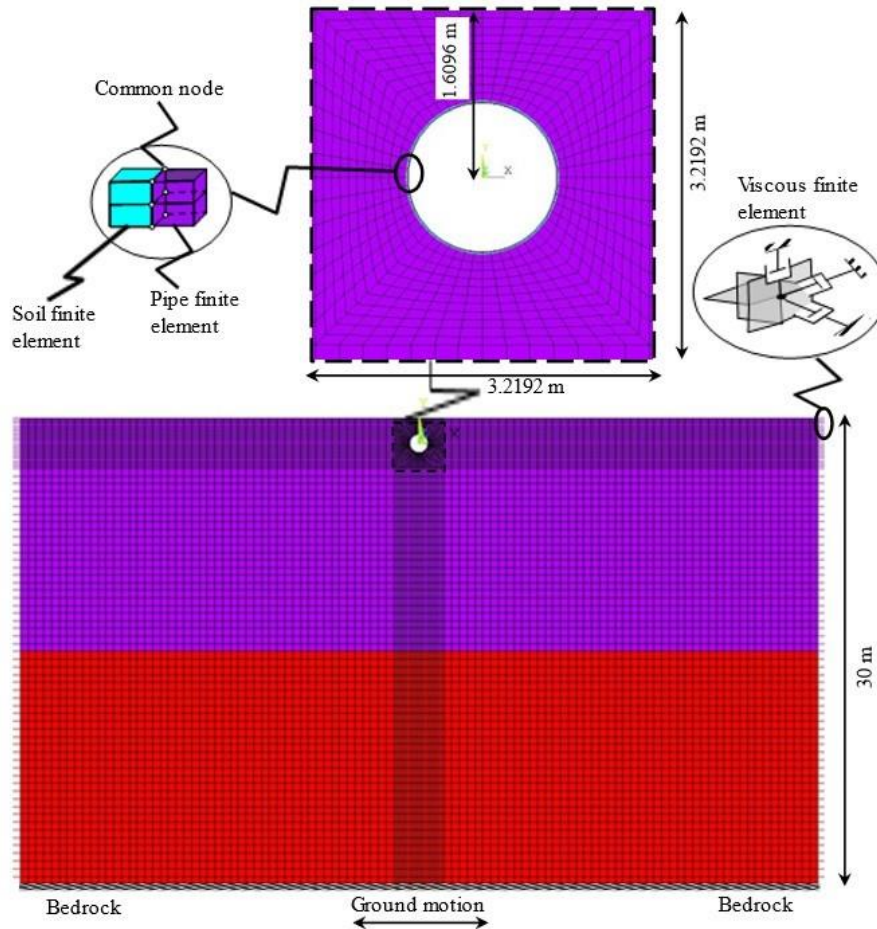 Common node
1.6096 m
3.2192 m
X
Viscous finite
element
Soil finite
element
Pipe finite
element
3.2192 m
Y
X
30 m
Bedrock
Ground motion
Bedrock